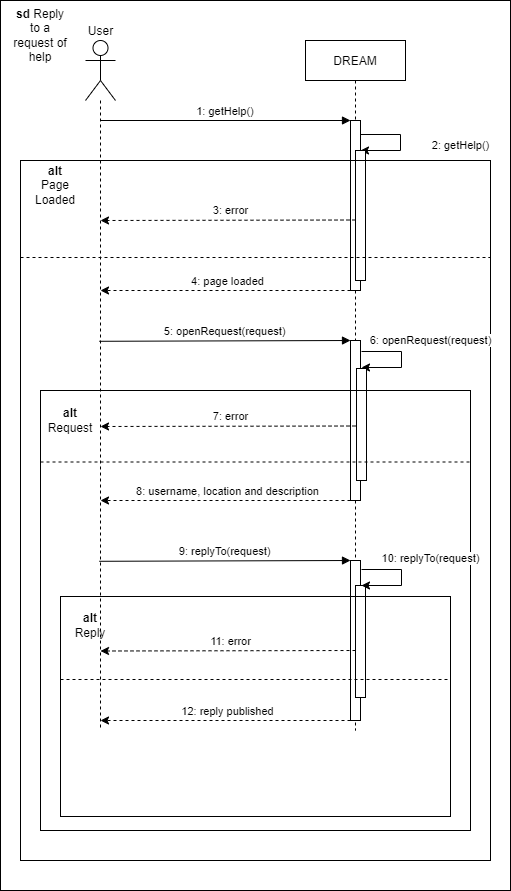 sd Reply
to a
request of
help
User
DREAM
1: getHelp()
2: getHelp()
alt
Page
Loaded
3: error
4: page loaded
5: openRequest(request)
6: openRequest(request)
alt
Request
7: error
8: username, location and description
9: replyTo(request)
10: replyTo(request)
alt
Reply
11: error
12: reply published